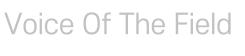 Voice Of The Field